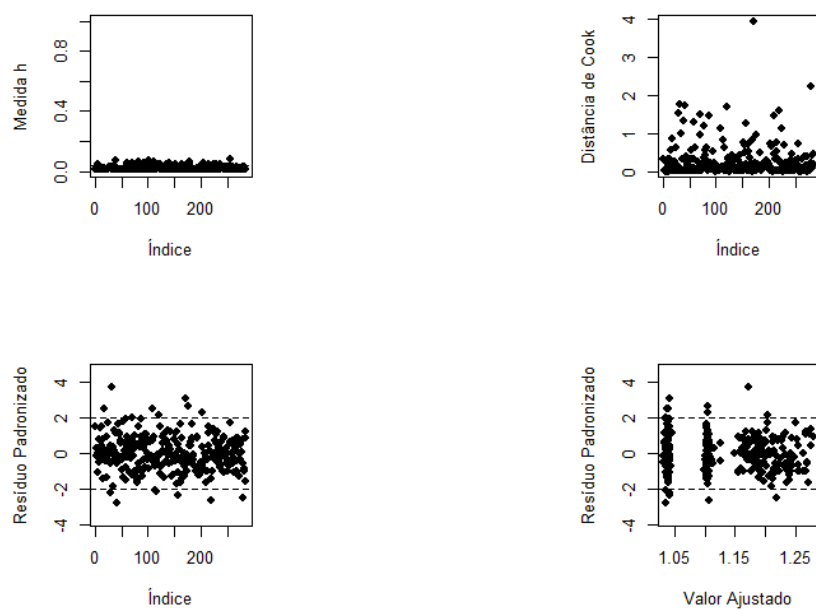 Medida h
0.0 0.4 0.8
0 100 200
Índice
Distância de Cook
0 1 2 3 4
0 100 200
Índice
Resíduo Padronizado
-4 -2 0 2 4
0 100 200
Índice
Resíduo Padronizado
-4 -2 0 2 4
1.05 1.15 1.25
Valor Ajustado